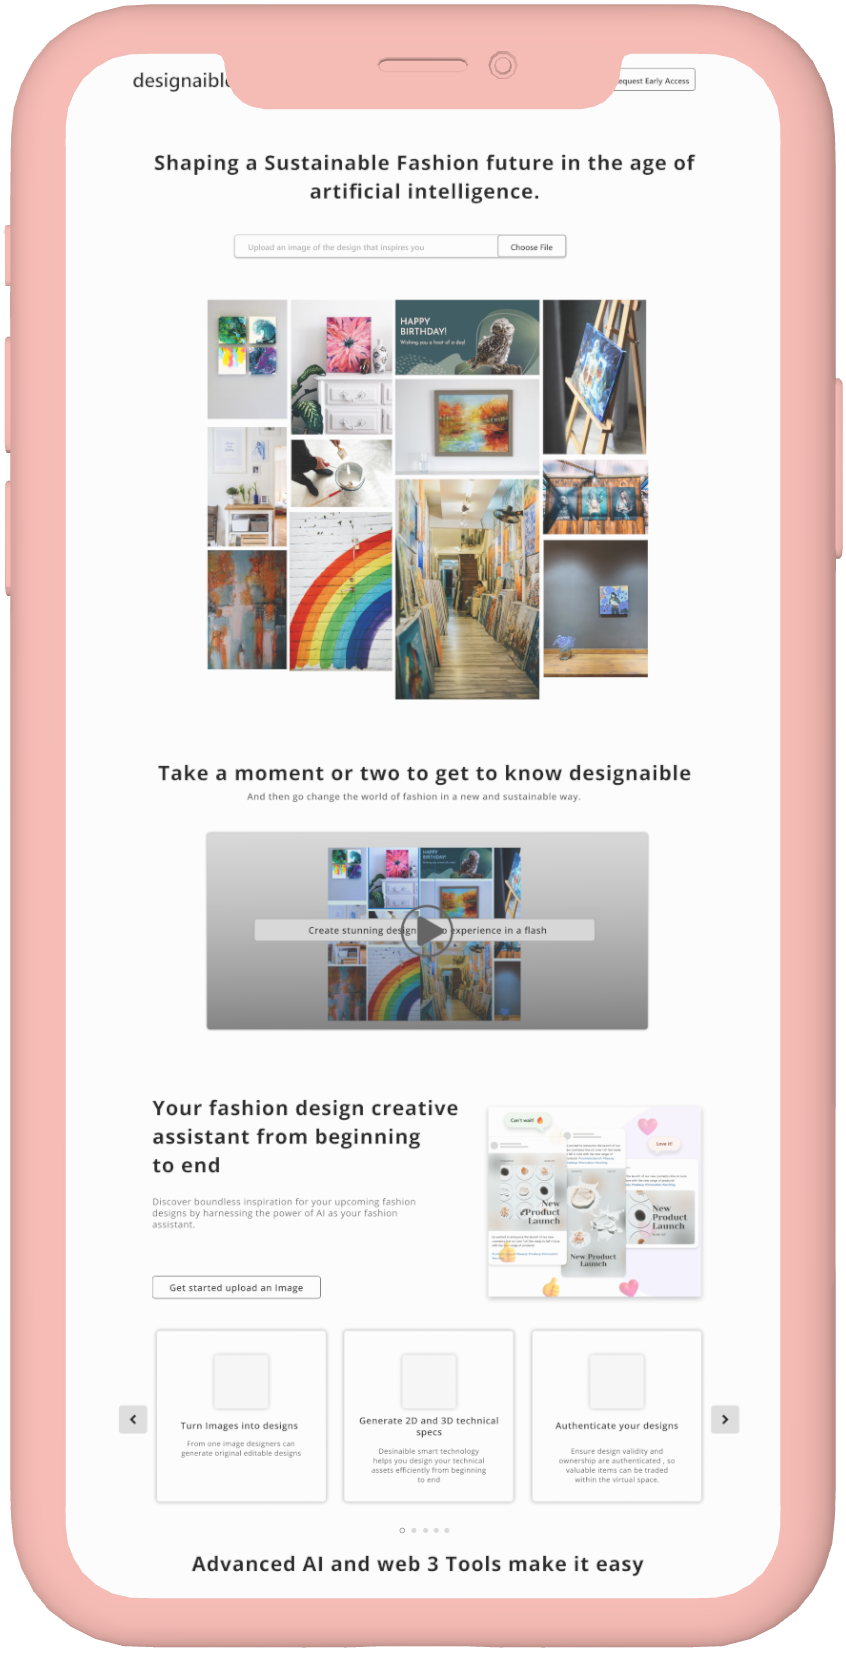 designaible
equest Early Access
Shaping a Sustainable Fashion future in the age of
artificial intelligence.
Upload an image of the design that inspires you
Choose File
HAPPY
BIRTHDAY!
Wishing you a hoot of a day!
Take a moment or two to get to know designaible
And then go change the world of fashion in a new and sustainable way.
HAPPY
BIRTHDAY!
Create stunning design o experience in a flash
Your fashion design creative
assistant from beginning
to end
Discover boundless inspiration for your upcoming fashion
designs by harnessing the power of AI as your fashion
assistant.
Get started upload an Image
Can't wait!
Love it!
New
Product
Launch
New Product
Launch
New
Product
Launch
Turn Images into designs
From one image designers can
generate original editable designs
Generate 2D and 3D technical
specs
Desinaible smart technology
helps you design your technical
assets efficiently from beginning
to end
Authenticate your designs
Ensure design validity and
ownership are authenticated , so
valuable items can be traded
within the virtual space.
Advanced AI and web 3 Tools make it easy